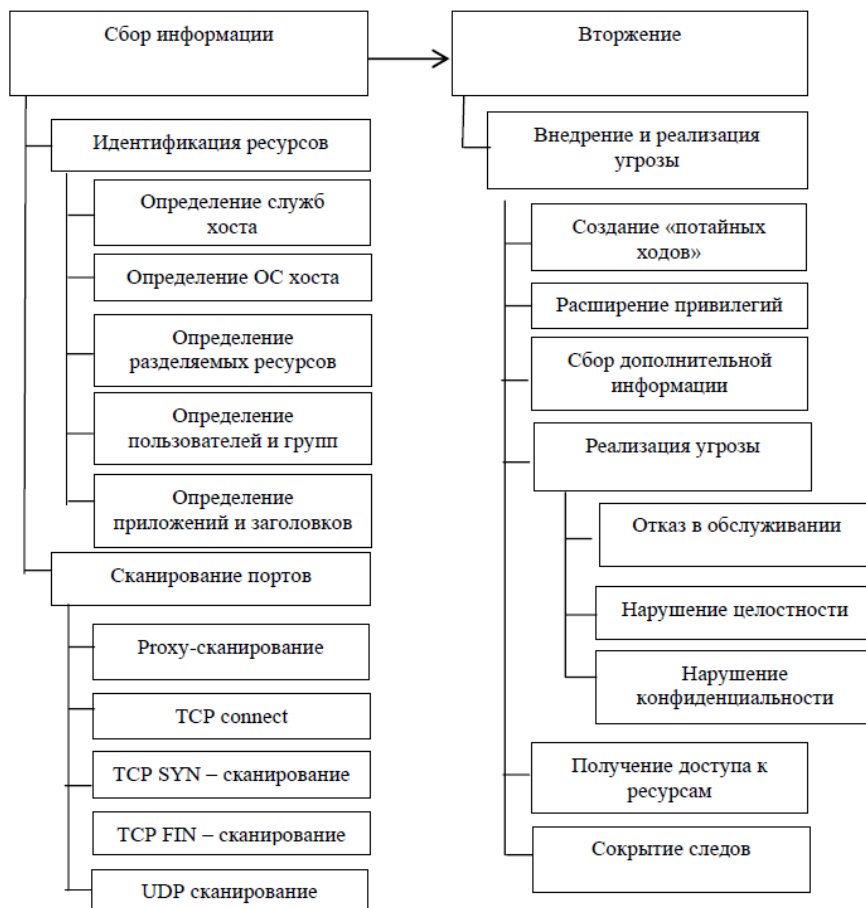 Сбор информации
Вторжение
Идентификация ресурсов
Определение служб
хоста
Определение ОС хоста
Определение
разделяемых ресурсов
Определение
пользователей и групп
Определение
приложений и заголовков
Сканирование портов
Proxy-сканирование
TCP connect
TCP SYN – сканирование
TCP FIN – сканирование
UDP сканирование
Внедрение и реализация
угрозы
Создание «потайных
ходов»
Расширение привилегий
Сбор дополнительной
информации
Реализация угрозы
Отказ в обслуживании
Нарушение целостности
Нарушение
конфиденциальности
Получение доступа к
ресурсам
Сокрытие следов